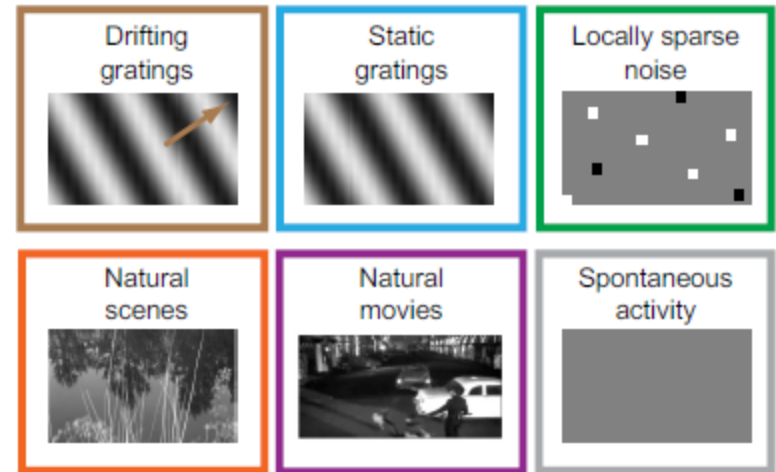 Drifting
gratings
Static
gratings
Locally sparse
noise
Natural
scenes
Natural
movies
Spontaneous
activity